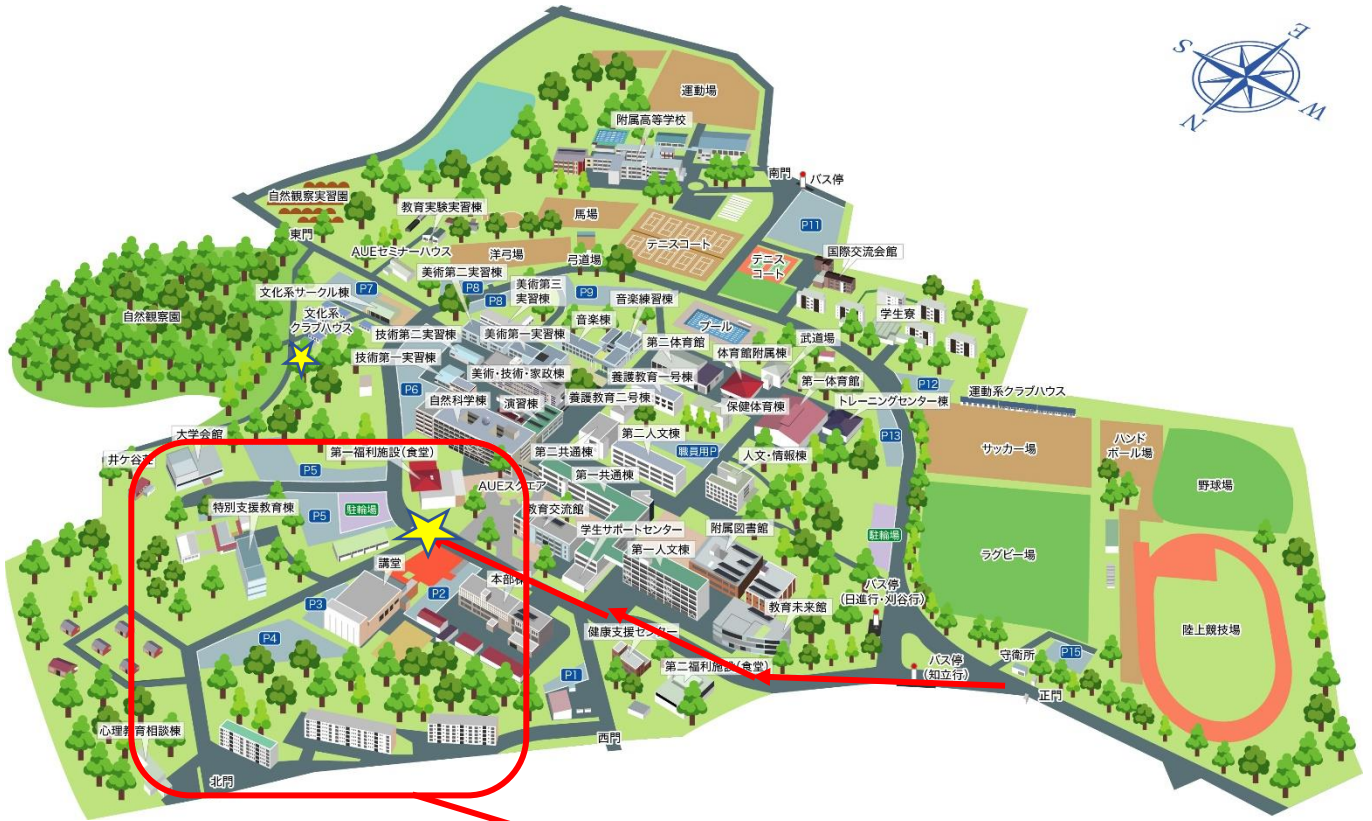 E
S
W
N
運動場
附属高等学校
南門
バス停
自然観察実習園
教育実験実習棟
馬場
P11
東門
AUEセミナーハウス
洋弓場
弓道場
テニスコート
テニス
コート
国際交流会館
美術第二実習棟
文化系サークル棟
P7
P8
P8
美術第三
実習棟
P9
音楽練習棟
自然観察園
文化系
クラブハウス
技術第二実習棟
美術第一実習棟
音楽棟
第二体育館
プール
学生寮
技術第一実習棟
体育館附属棟
武道場
美術・技術・家政棟
養護教育一号棟
第一体育館
P6
P12
運動系クラブハウス
自然科学棟
演習棟
養護教育二号棟
保健体育棟
トレーニングセンター棟
大学会館
第二人文棟
P13
サッカー場
ハンド
ボール場
井ケ谷荘
第一福利施設(食堂)
第二共通棟
職員用P
人文・情報棟
P5
第一共通棟
野球場
AUEスクエア
特別支援教育棟
P5
駐輪場
教育交流館
学生サポートセンター
附属図書館
駐輪場
ラグビー場
第一人文棟
講堂
本部棟
バス停
(日進行・刈谷行)
P3
P2
教育未来館
陸上競技場
P4
健康支援センター
第二福利施設(食堂)
バス停
(知立行)
守衛所
P15
P1
正門
心理教育相談棟
西門
北門